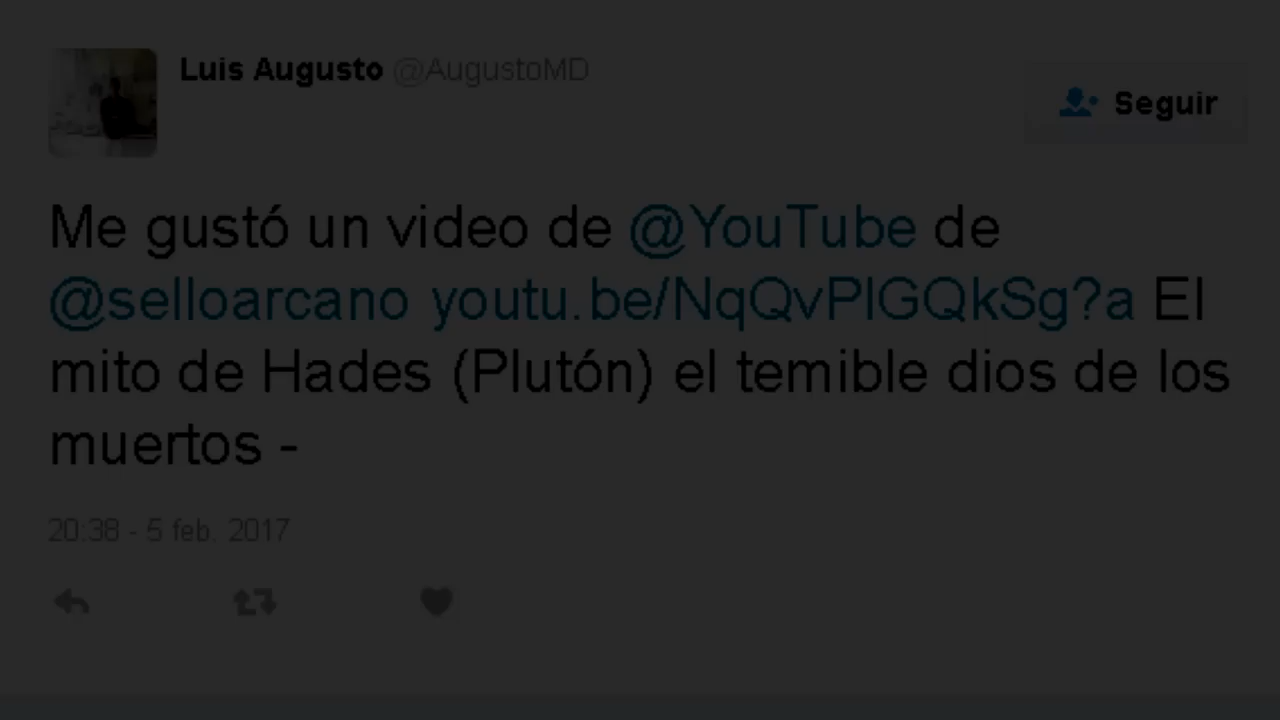 Luis Augusto @AugustoMD
Seguir
Me gustó un video de @YouTube de
@selloarcano youtu.be/NqQvPlGQkSg?a El
mito de Hades (Plutón) el temible dios de los
muertos -
20:38 - 5 feb. 2017